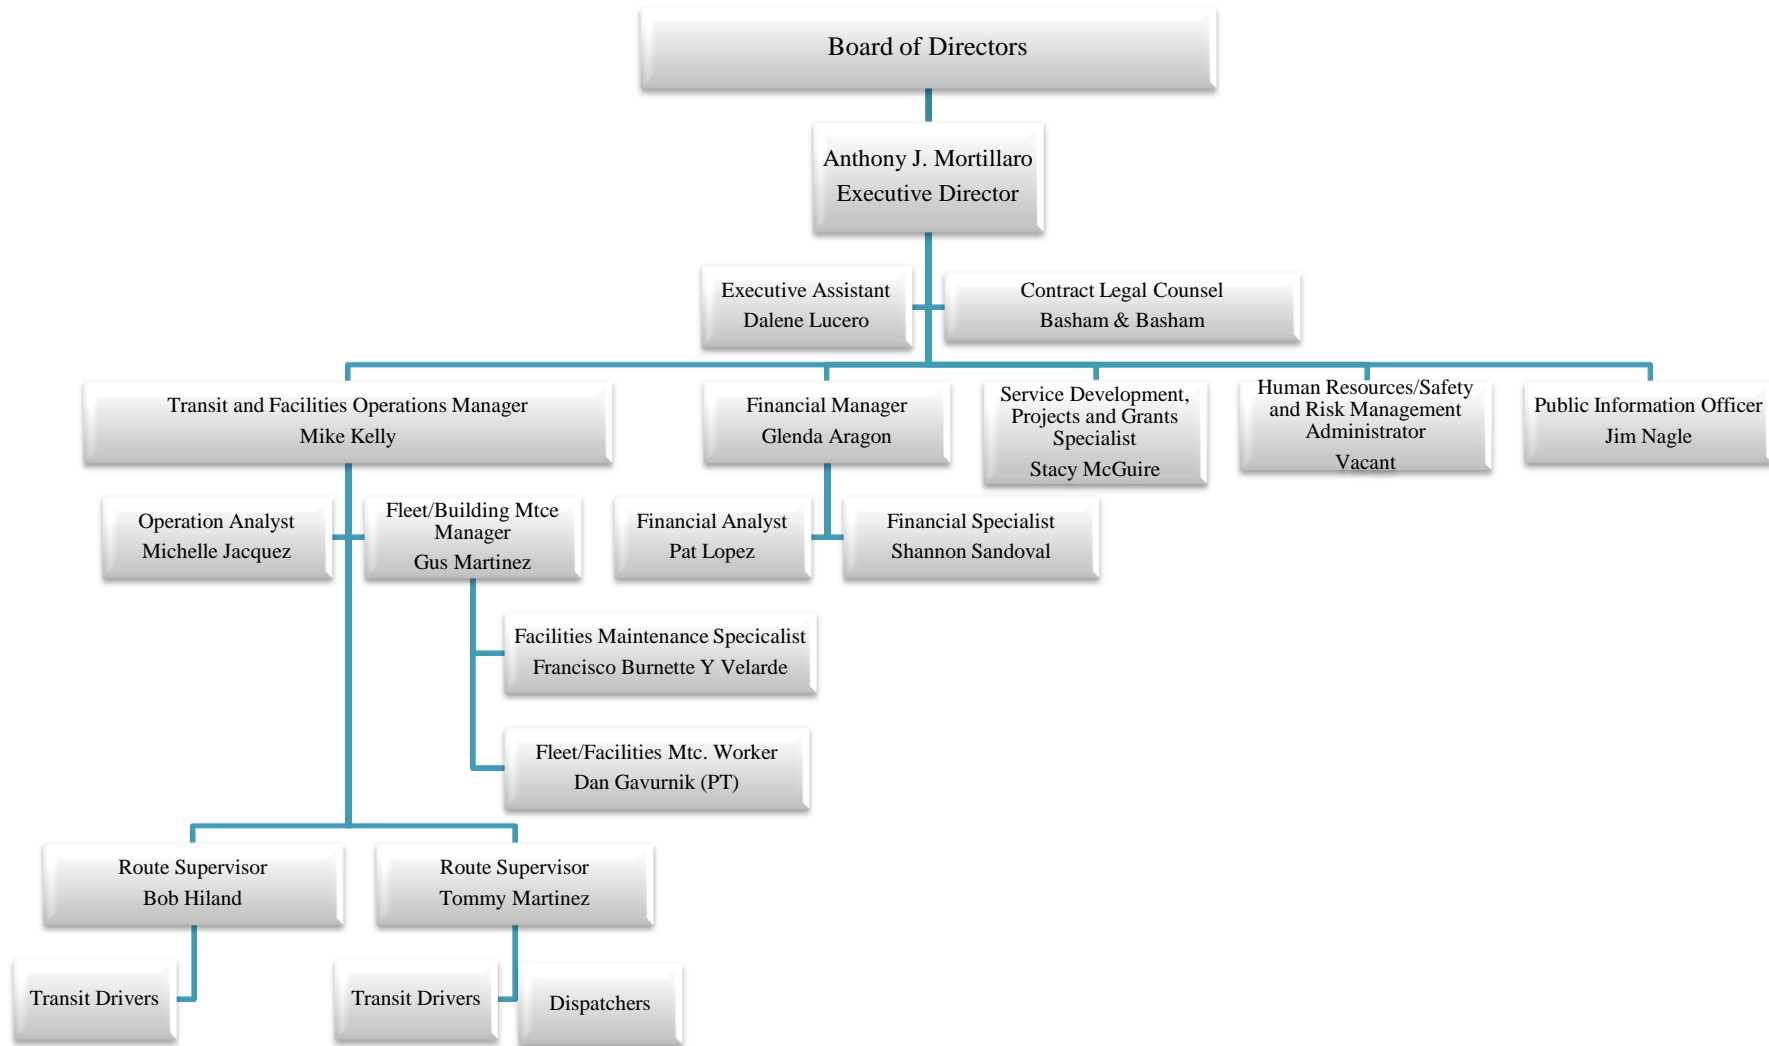 Board of Directors
Anthony J. Mortillaro
Executive Director
Executive Assistant
Dalene Lucero
Contract Legal Counsel
Basham & Basham
Transit and Facilities Operations Manager
Mike Kelly
Financial Manager
Glenda Aragon
Service Development,
Projects and Grants
Specialist
Stacy McGuire
Human Resources/Safety
and Risk Management
Administrator
Vacant
Public Information Officer
Jim Nagle
Operation Analyst
Michelle Jacquez
Fleet/Building Mtce
Manager
Gus Martinez
Financial Analyst
Pat Lopez
Financial Specialist
Shannon Sandoval
Facilities Maintenance Specicalist
Francisco Burnette Y Velarde
Fleet/Facilities Mtc. Worker
Dan Gavurnik (PT)
Route Supervisor
Bob Hiland
Route Supervisor
Tommy Martinez
Transit Drivers
Transit Drivers
Dispatchers